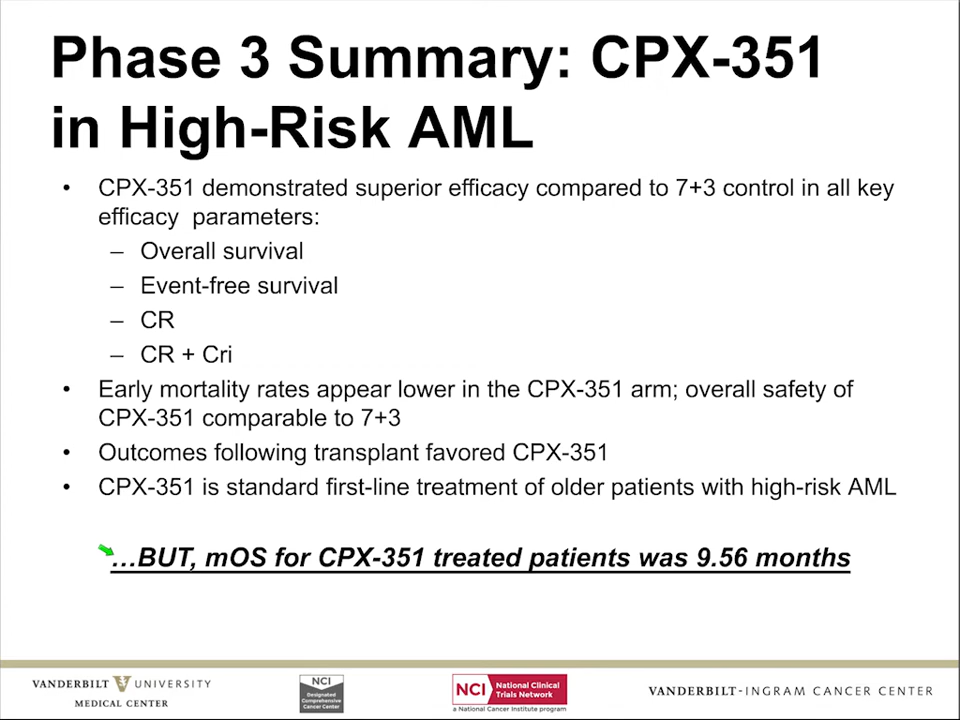 Phase 3 Summary: CPX-351
in High-Risk AML
• CPX-351 demonstrated superior efficacy compared to 7+3 control in all key
efficacy parameters:
– Overall survival
– Event-free survival
– CR
– CR + Cri
• Early mortality rates appear lower in the CPX-351 arm; overall safety of
CPX-351 comparable to 7+3
• Outcomes following transplant favored CPX-351
• CPX-351 is standard first-line treatment of older patients with high-risk AML
…BUT, mOS for CPX-351 treated patients was 9.56 months
VANDERBILT V UNIVERSITY
MEDICAL CENTER
NCI
Designated
Comprehensive
Cancer Center
NCI National Clinical
Trials Network
a National Cancer Institute program
VANDERBILT-INGRAM CANCER CENTER